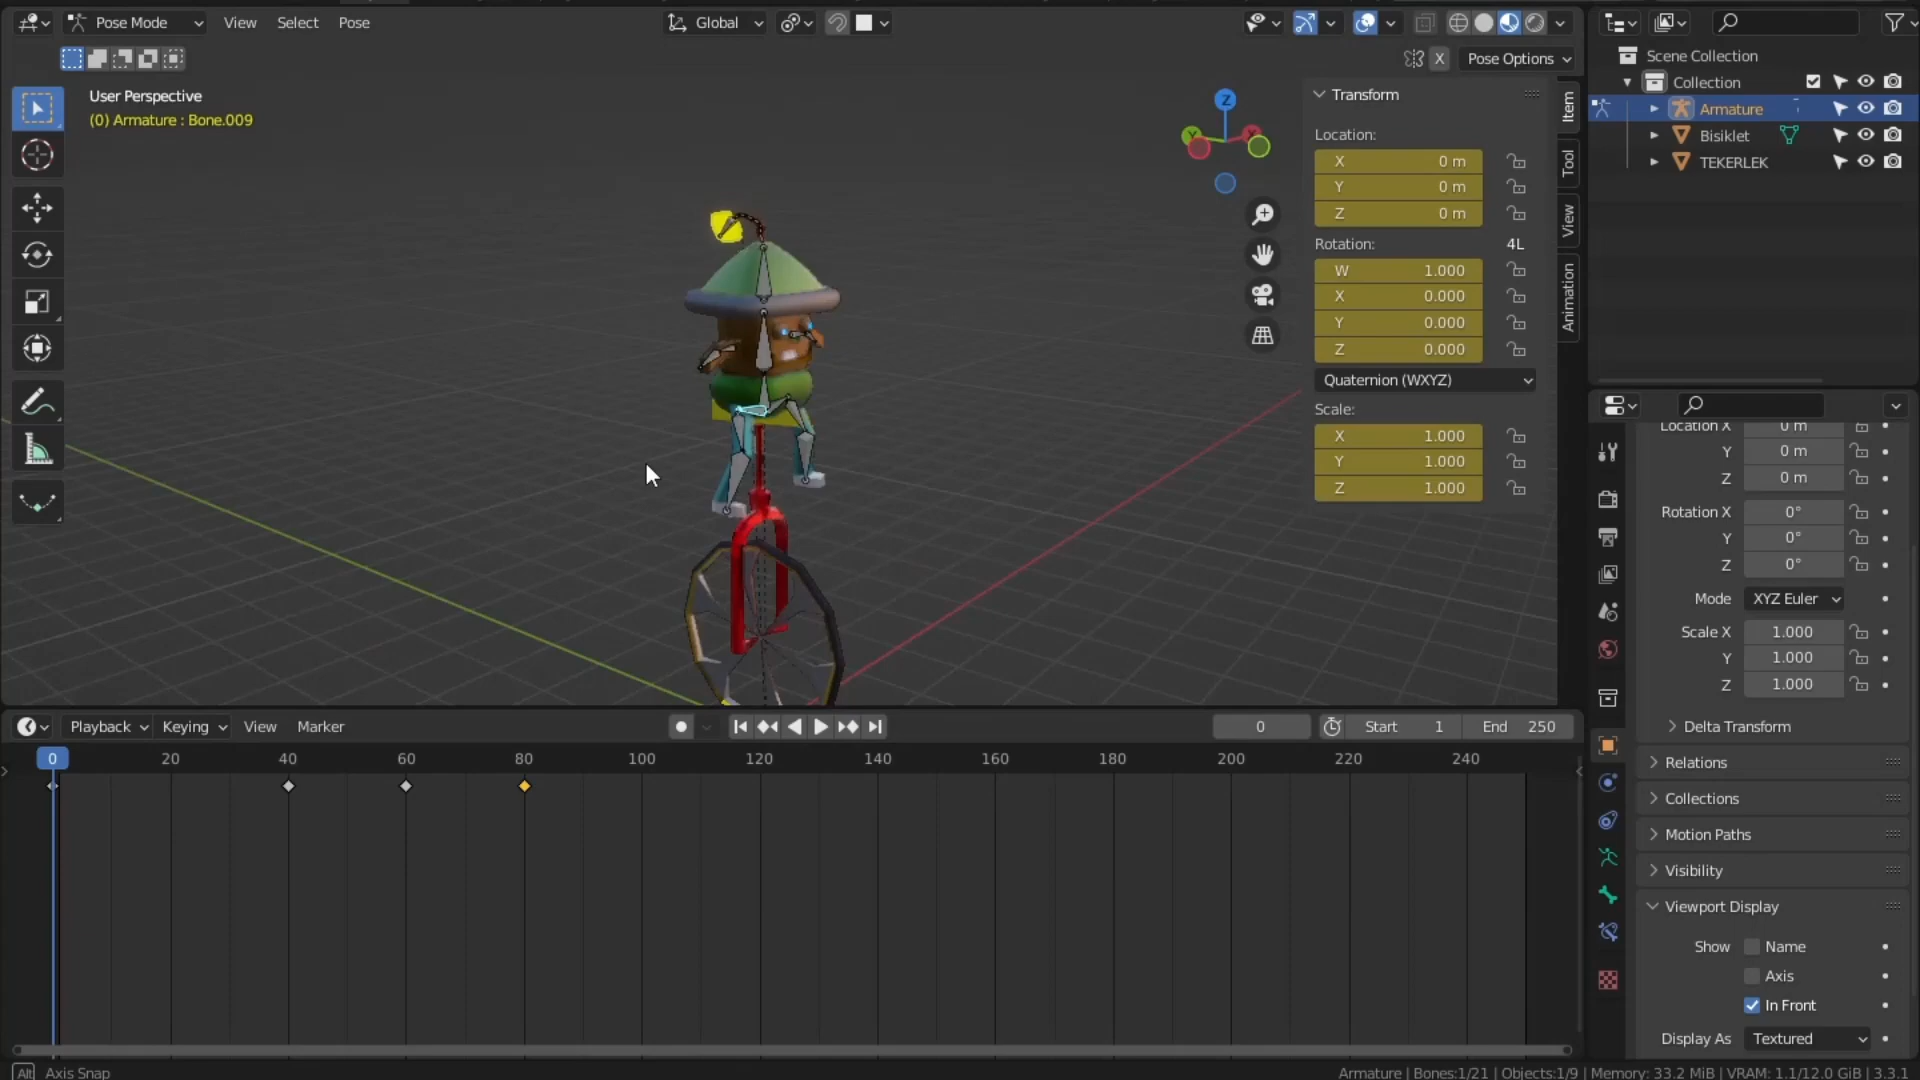 Pose Mode View Select Pose Global
X Pose Options
User Perspective
(0) Armature : Bone.009
Z
Y
X
Transform
Location:
X 0 m
Y 0 m
Z 0 m
Rotation: 4L
W 1.000
X 0.000
Y 0.000
Z 0.000
Quaternion (WXYZ)
Scale:
X 1.000
Y 1.000
Z 1.000
Item
Tool
View
Animation
Scene Collection
Collection
Armature
Bisiklet
TEKERLEK
Location X 0 m
Y 0 m
Z 0 m
Rotation X 0°
Y 0°
Z 0°
Mode XYZ Euler
Scale X 1.000
Y 1.000
Z 1.000
Delta Transform
Relations
Collections
Motion Paths
Visibility
Viewport Display
Show Name
Axis
In Front
Display As Textured
Playback Keying View Marker 0 Start 1 End 250
0 20 40 60 80 100 120 140 160 180 200 220 240
Alt Axis Snap
Armature | Bones:1/21 | Objects:1/9 | Memory: 33.2 MiB | VRAM: 1.1/12.0 GiB | 3.3.1